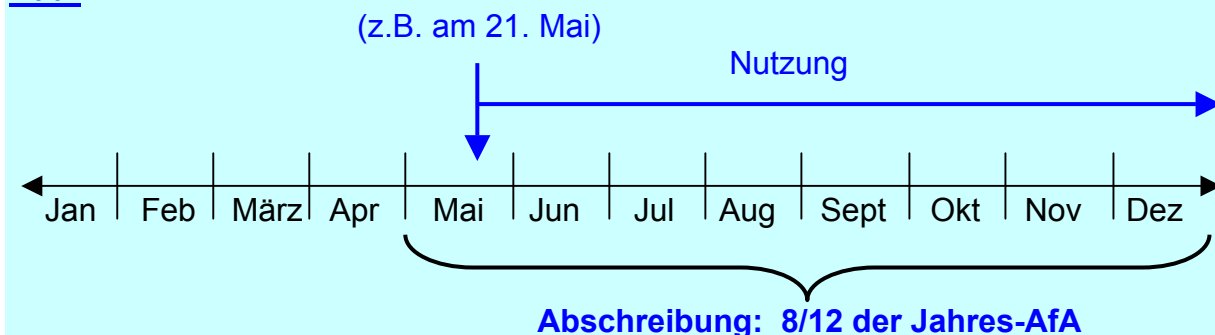 (z.B. am 21. Mai)
Nutzung
Jan Feb März Apr Mai Jun Jul Aug Sept Okt Nov Dez
Abschreibung: 8/12 der Jahres-AfA